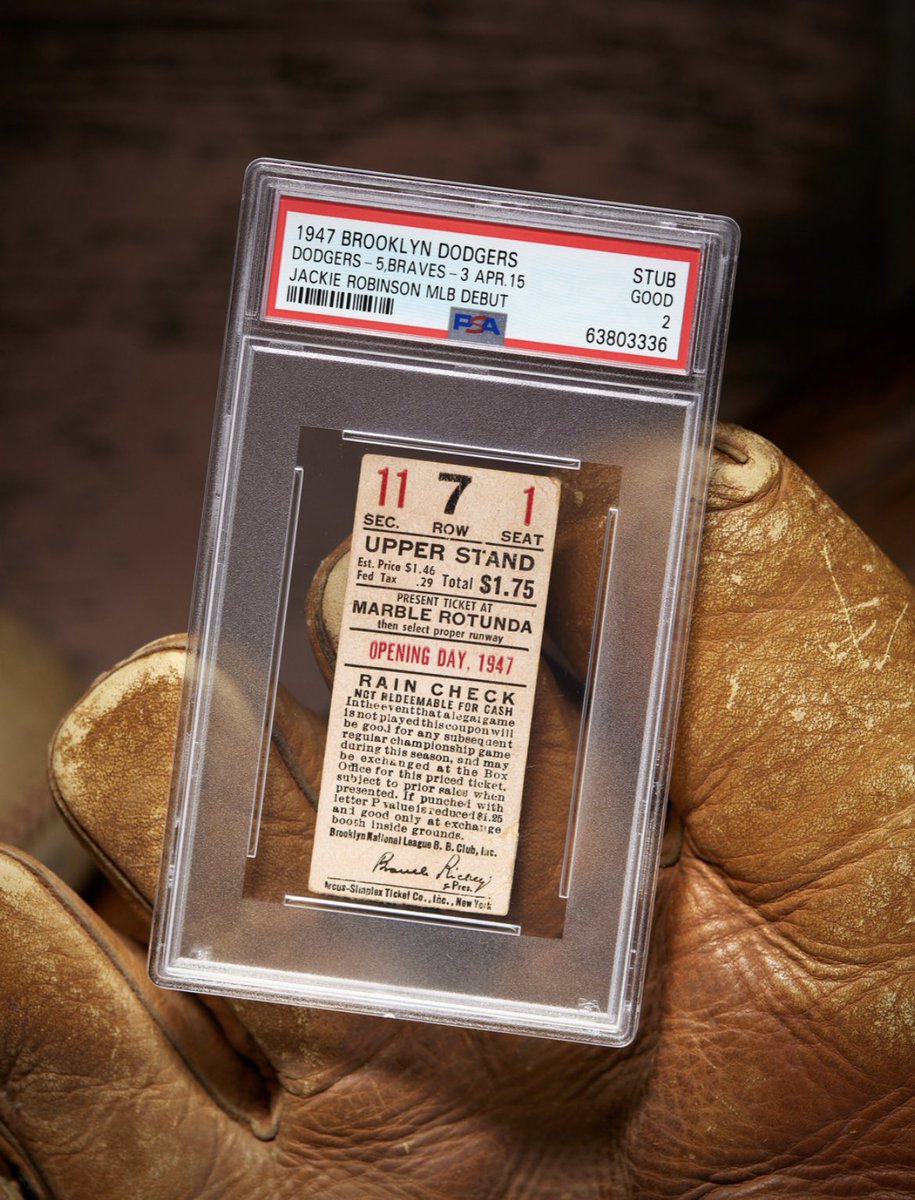 1947 BROOKLYN DODGERS
DODGERS-5,BRAVES-3 APR.15
JACKIE ROBINSON MLB DEBUT
STUB
GOOD
2
63803336
PSA
11 7 1
SEC. ROW SEAT
UPPER STAND
Est. Price $1.46
Fed Tax .29 Total $1.75
PRESENT TICKET AT
MARBLE ROTUNDA
then select proper runway
OPENING DAY, 1947
RAIN CHECK
NOT REDEEMABLE FOR CASH
In the event that a legal game
is not played this coupon will
be good for any subsequent
regular championship game
during this season, and may
be exchanged at the Box
Office for this priced ticket,
subject to prior sales when
presented. If punched with
letter P value is reduced $1.25
and good only at exchange
booth inside grounds.
Brooklyn National League B. B. Club, Inc.
Branch Rickey
Pres.
Arcus-Simplex Ticket Co., Inc., New York